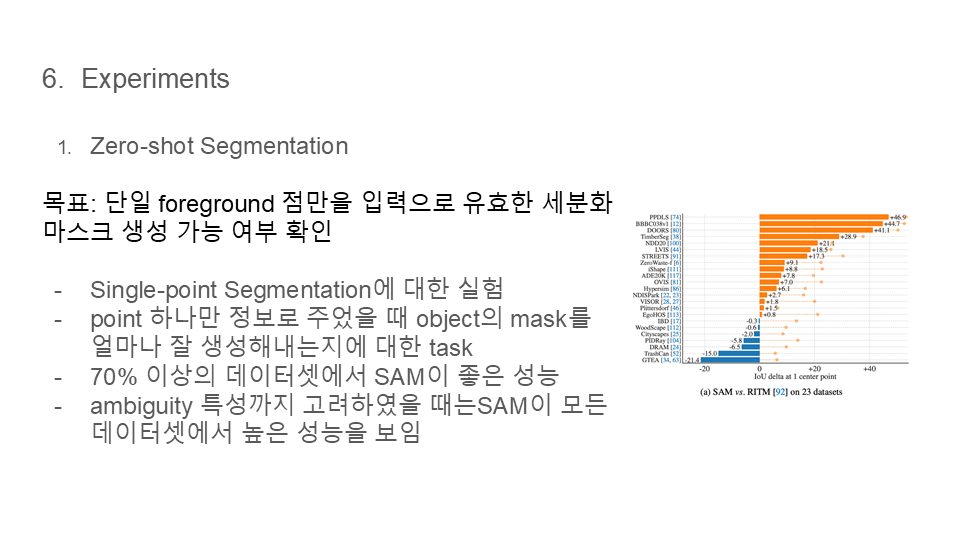 6. Experiments
1. Zero-shot Segmentation
목표: 단일 foreground 점만을 입력으로 유효한 세분화
마스크 생성 가능 여부 확인
- Single-point Segmentation에 대한 실험
- point 하나만 정보로 주었을 때 object의 mask를
얼마나 잘 생성해내는지에 대한 task
- 70% 이상의 데이터셋에서 SAM이 좋은 성능
- ambiguity 특성까지 고려하였을 때는SAM이 모든
데이터셋에서 높은 성능을 보임
PPDLS [74] +46.9
BBBC038v1 [12] +44.7
DOORS [80] +41.1
TimberSeg [38] +28.9
NDD20 [100] +21.1
LVIS [44] +18.5
STREETS [91] +17.3
ZeroWaste-f [6] +9.1
iShape [111] +8.8
ADE20K [117] +7.8
OVIS [81] +7.0
Hypersim [86] +6.1
NDISPark [22, 23] +2.7
VISOR [28, 27] +1.8
Plittersdorf [46] +1.5
EgoHOS [113] +0.8
IBD [17] -0.3
WoodScape [112] -0.6
Cityscapes [25] -2.0
PIDRay [104] -5.8
DRAM [24] -6.5
TrashCan [52] -15.0
GTEA [34, 63] -21.4
-20 0 +20 +40
IoU delta at 1 center point
(a) SAM vs. RITM [92] on 23 datasets